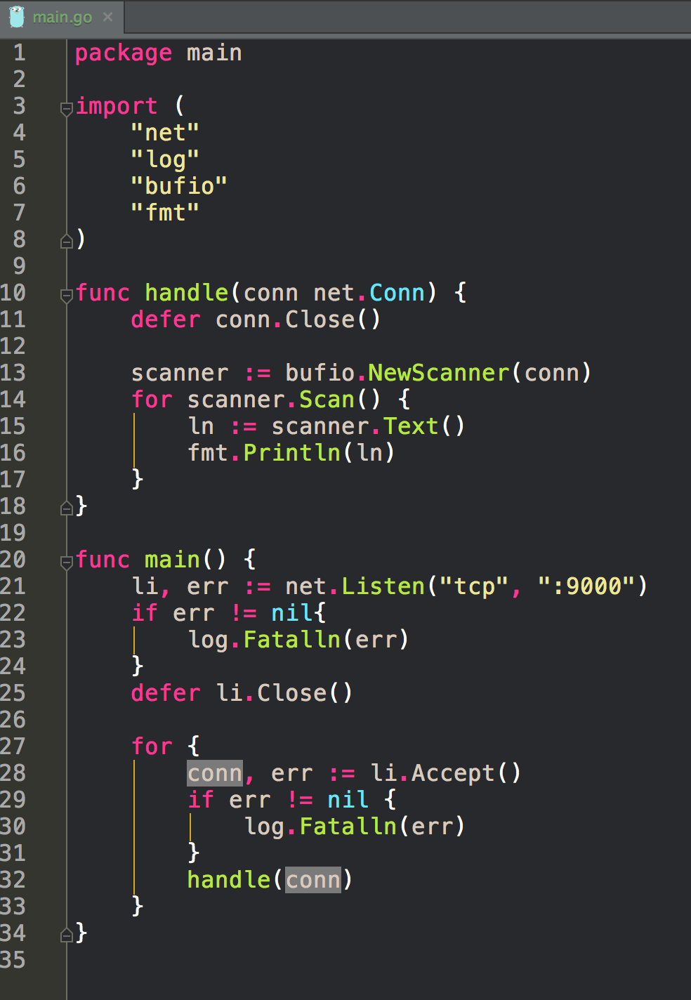 main.go ×
1 package main
2
3 import (
4     "net"
5     "log"
6     "bufio"
7     "fmt"
8 )
9
10 func handle(conn net.Conn) {
11     defer conn.Close()
12
13     scanner := bufio.NewScanner(conn)
14     for scanner.Scan() {
15         ln := scanner.Text()
16         fmt.Println(ln)
17     }
18 }
19
20 func main() {
21     li, err := net.Listen("tcp", ":9000")
22     if err != nil{
23         log.Fatalln(err)
24     }
25     defer li.Close()
26
27     for {
28         conn, err := li.Accept()
29         if err != nil {
30             log.Fatalln(err)
31         }
32         handle(conn)
33     }
34 }
35